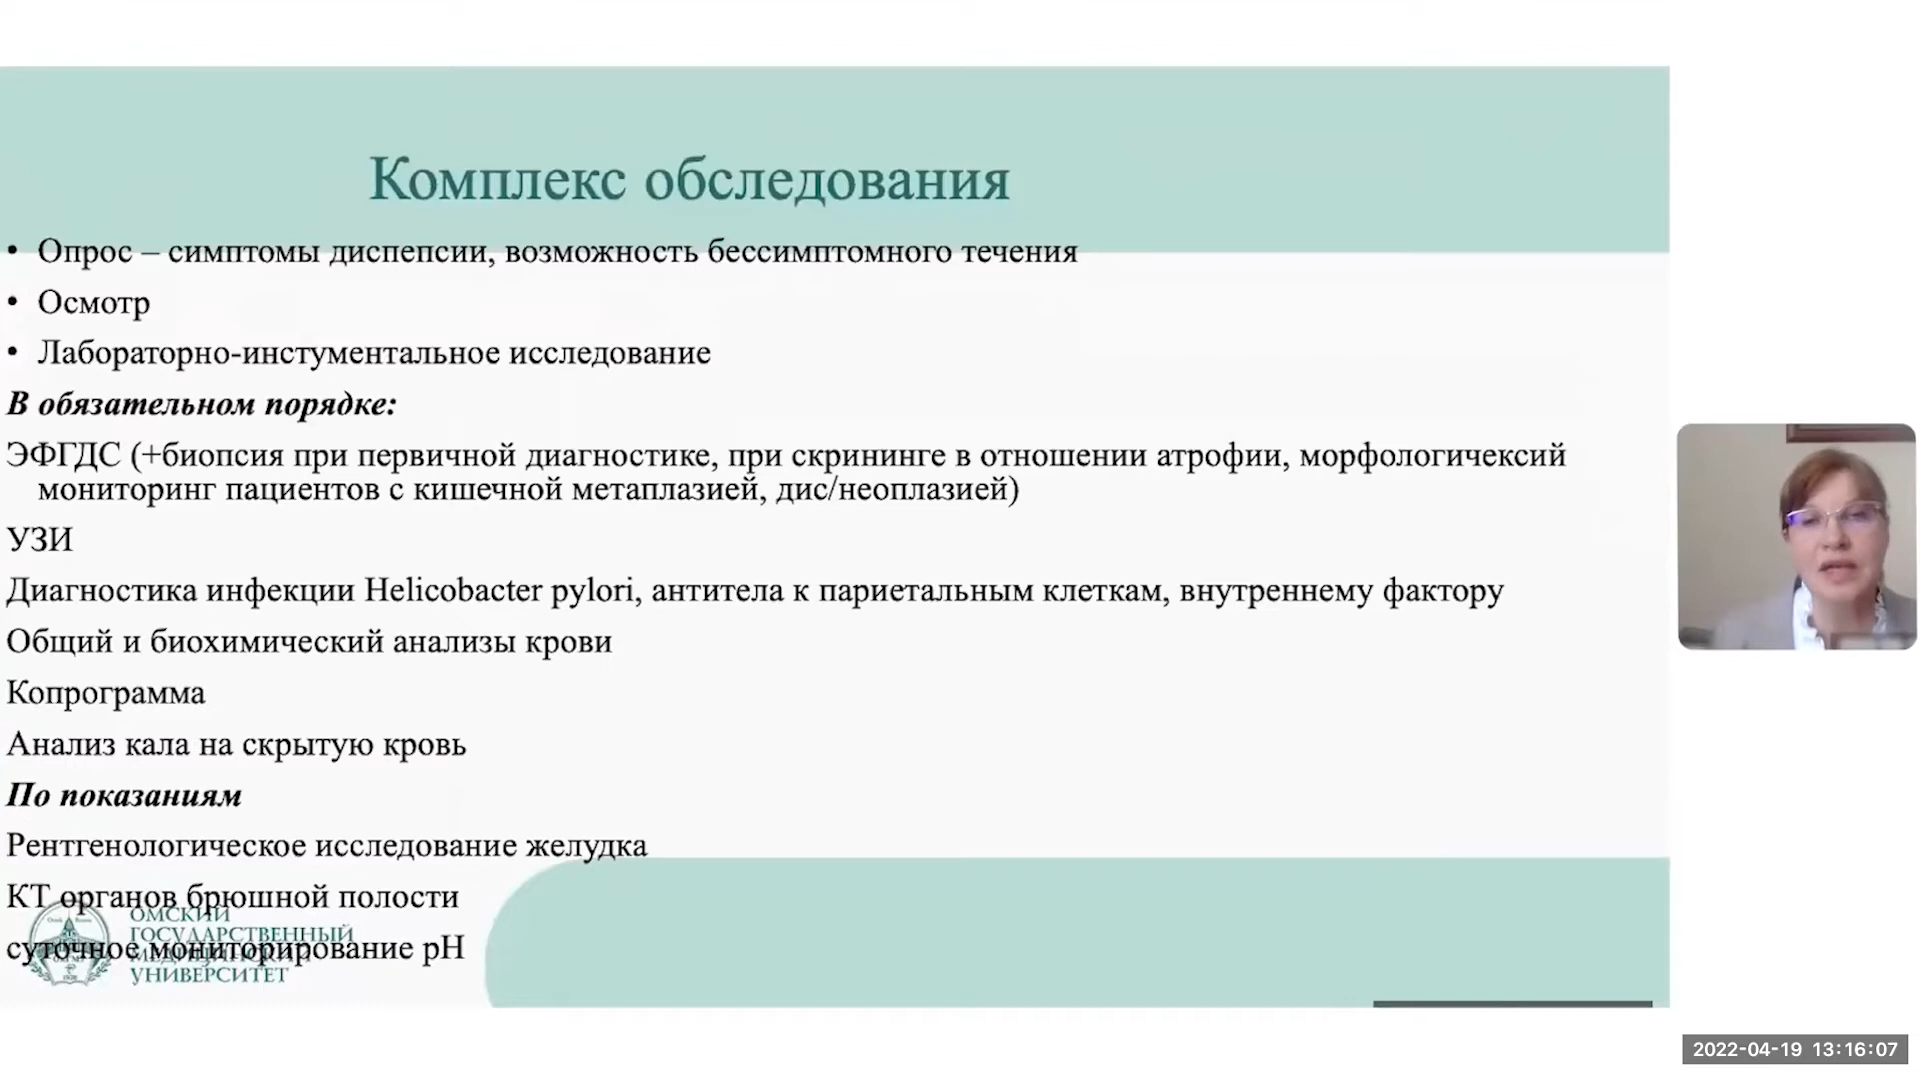 Комплекс обследования
• Опрос – симптомы диспепсии, возможность бессимптомного течения
• Осмотр
• Лабораторно-инстументальное исследование
В обязательном порядке:
ЭФГДС (+биопсия при первичной диагностике, при скрининге в отношении атрофии, морфологичексий
мониторинг пациентов с кишечной метаплазией, дис/неоплазией)
УЗИ
Диагностика инфекции Helicobacter pylori, антитела к париетальным клеткам, внутреннему фактору
Общий и биохимический анализы крови
Копрограмма
Анализ кала на скрытую кровь
По показаниям
Рентгенологическое исследование желудка
КТ органов брюшной полости
суточное мониторирование рН
ОМСКИЙ
ГОСУДАРСТВЕННЫЙ
МЕДИЦИНСКИЙ
УНИВЕРСИТЕТ
2022-04-19 13:16:07